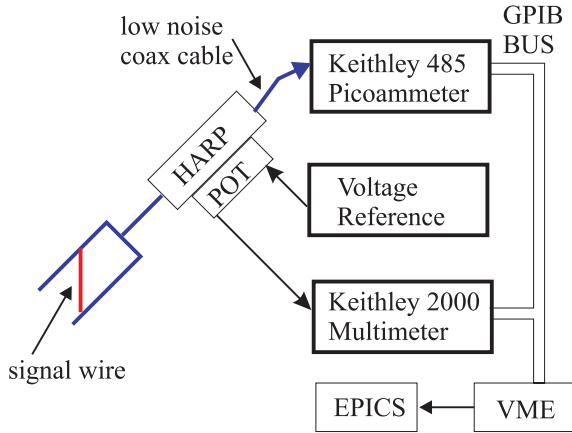 low noise
coax cable
GPIB
BUS
Keithley 485
Picoammeter
HARP
POT
Voltage
Reference
Keithley 2000
Multimeter
signal wire
EPICS
VME